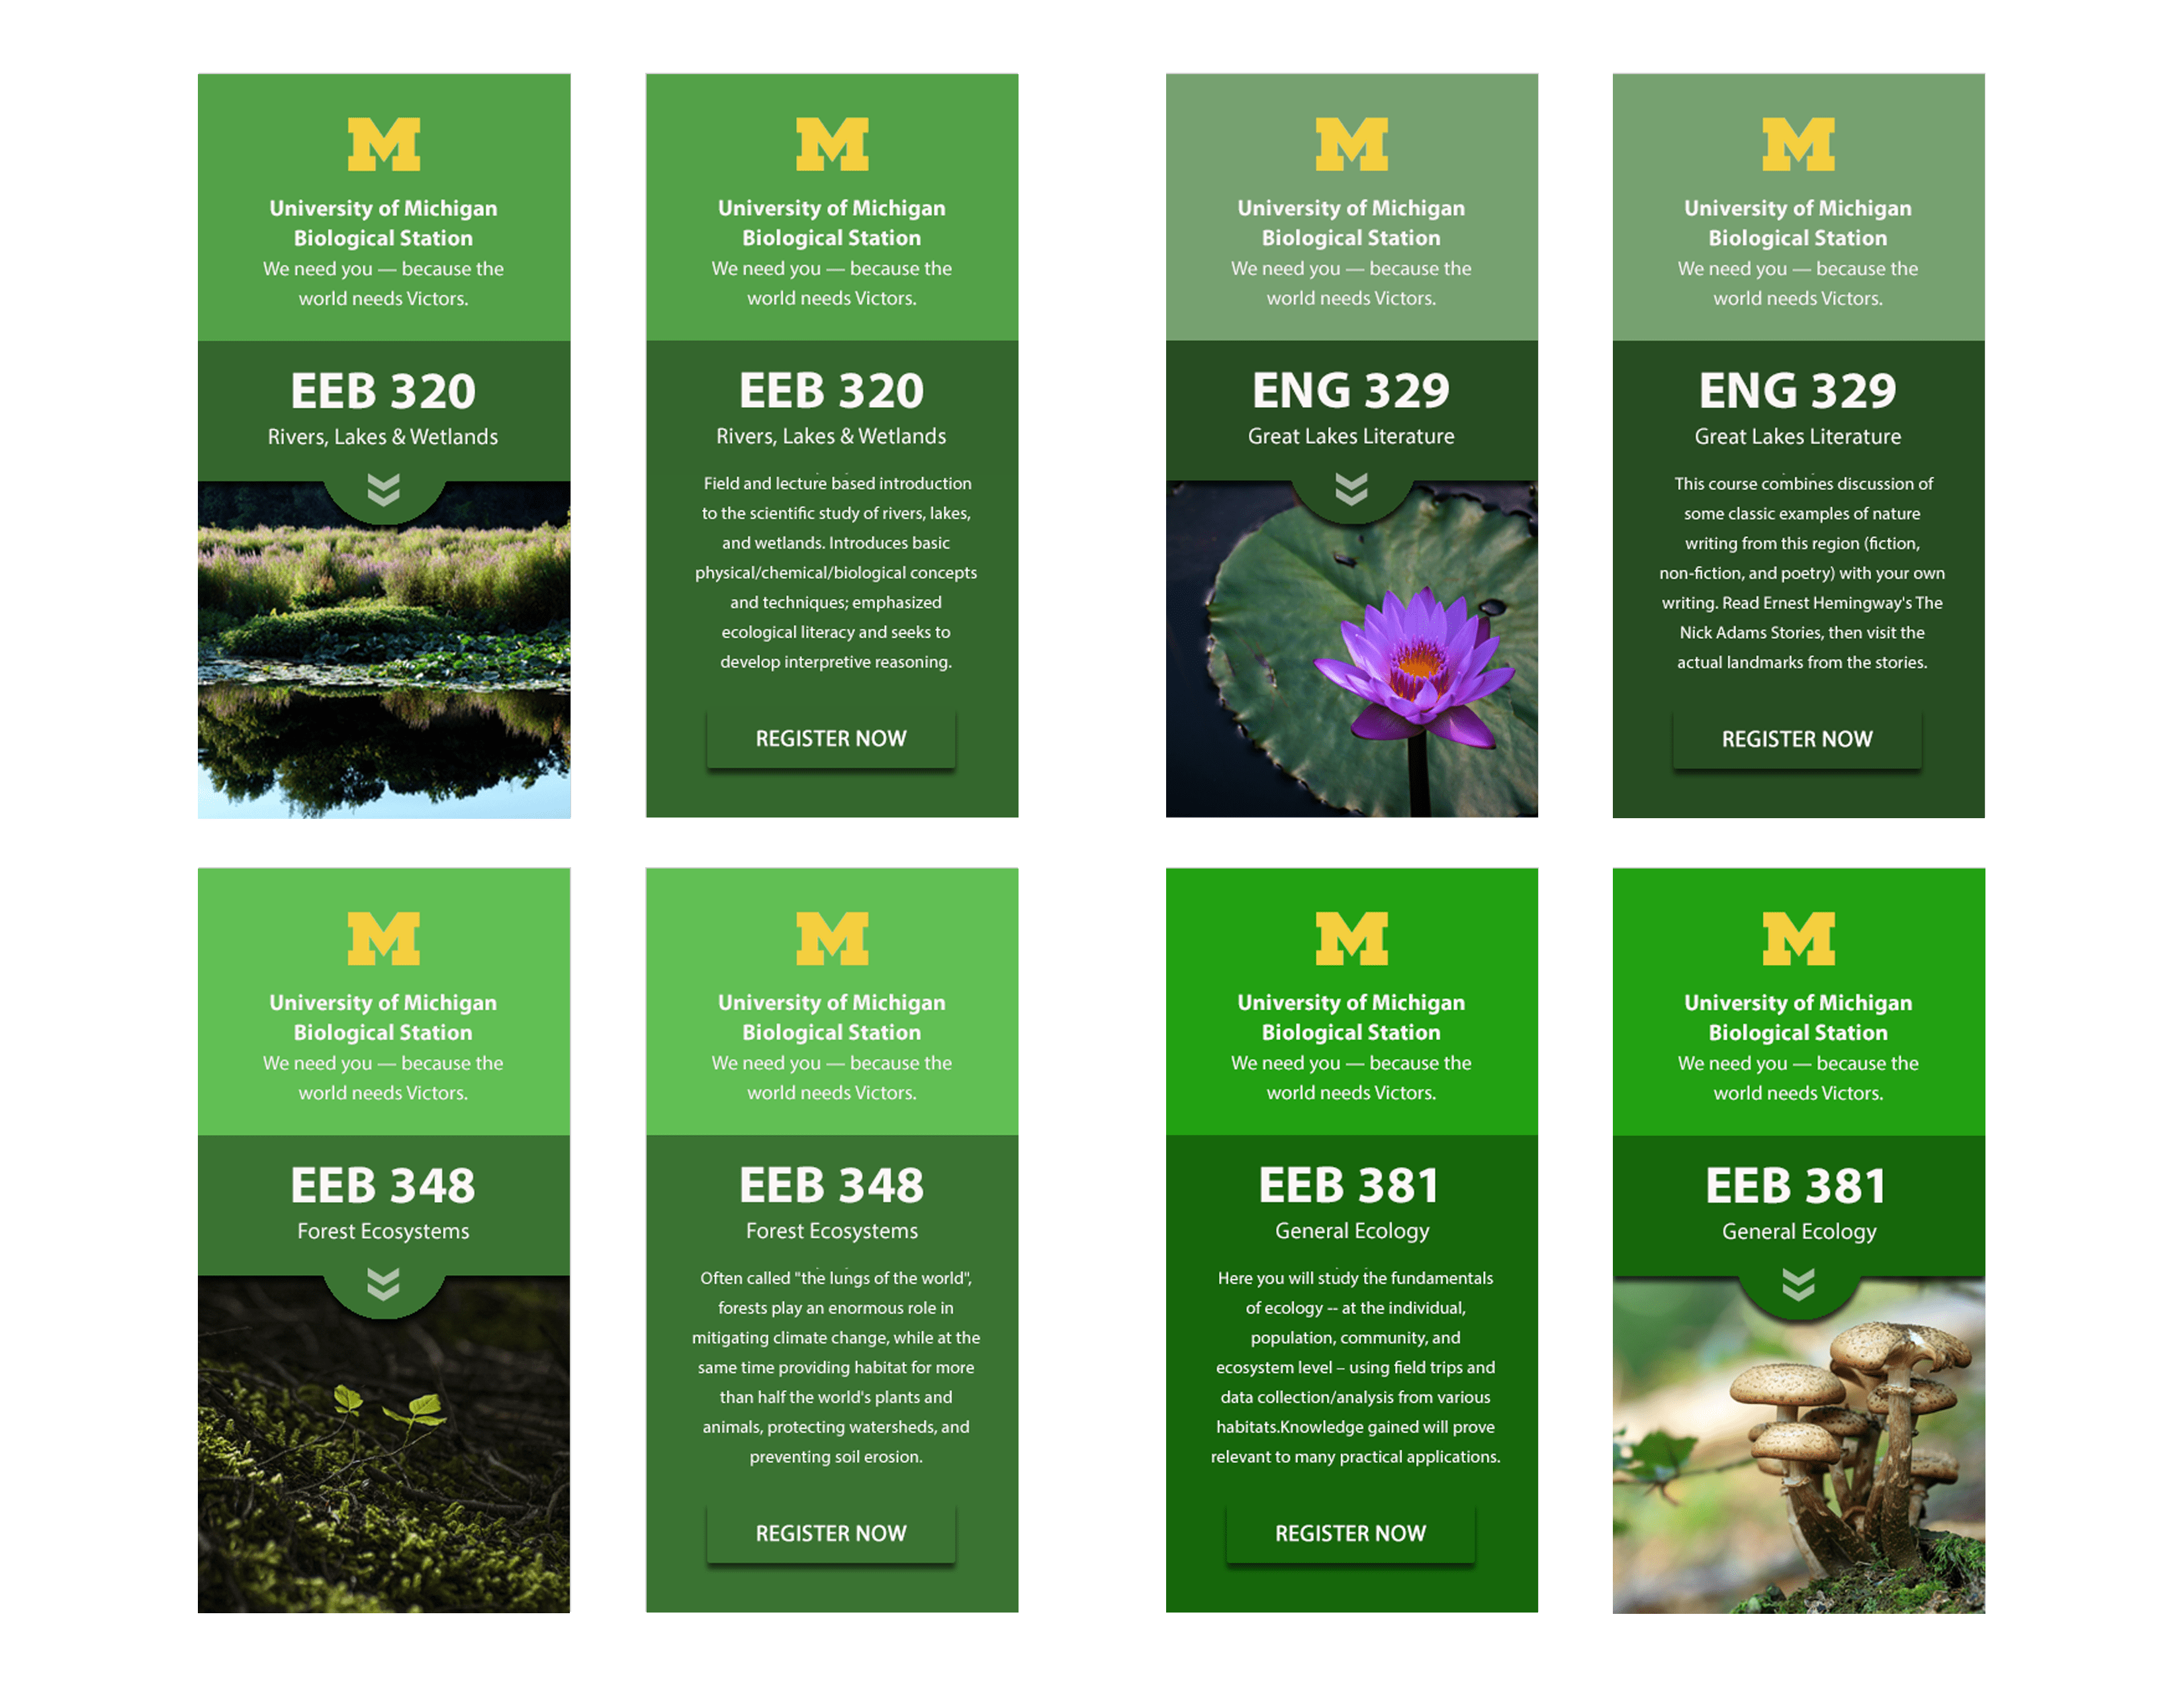 M
University of Michigan
Biological Station
We need you — because the
world needs Victors.
EEB 320
Rivers, Lakes & Wetlands
M
University of Michigan
Biological Station
We need you — because the
world needs Victors.
EEB 320
Rivers, Lakes & Wetlands
Field and lecture based introduction
to the scientific study of rivers, lakes,
and wetlands. Introduces basic
physical/chemical/biological concepts
and techniques; emphasized
ecological literacy and seeks to
develop interpretive reasoning.
REGISTER NOW
M
University of Michigan
Biological Station
We need you — because the
world needs Victors.
ENG 329
Great Lakes Literature
M
University of Michigan
Biological Station
We need you — because the
world needs Victors.
ENG 329
Great Lakes Literature
This course combines discussion of
some classic examples of nature
writing from this region (fiction,
non-fiction, and poetry) with your own
writing. Read Ernest Hemingway's The
Nick Adams Stories, then visit the
actual landmarks from the stories.
REGISTER NOW
M
University of Michigan
Biological Station
We need you — because the
world needs Victors.
EEB 348
Forest Ecosystems
M
University of Michigan
Biological Station
We need you — because the
world needs Victors.
EEB 348
Forest Ecosystems
Often called "the lungs of the world",
forests play an enormous role in
mitigating climate change, while at the
same time providing habitat for more
than half the world's plants and
animals, protecting watersheds, and
preventing soil erosion.
REGISTER NOW
M
University of Michigan
Biological Station
We need you — because the
world needs Victors.
EEB 381
General Ecology
Here you will study the fundamentals
of ecology -- at the individual,
population, community, and
ecosystem level – using field trips and
data collection/analysis from various
habitats.Knowledge gained will prove
relevant to many practical applications.
REGISTER NOW
M
University of Michigan
Biological Station
We need you — because the
world needs Victors.
EEB 381
General Ecology